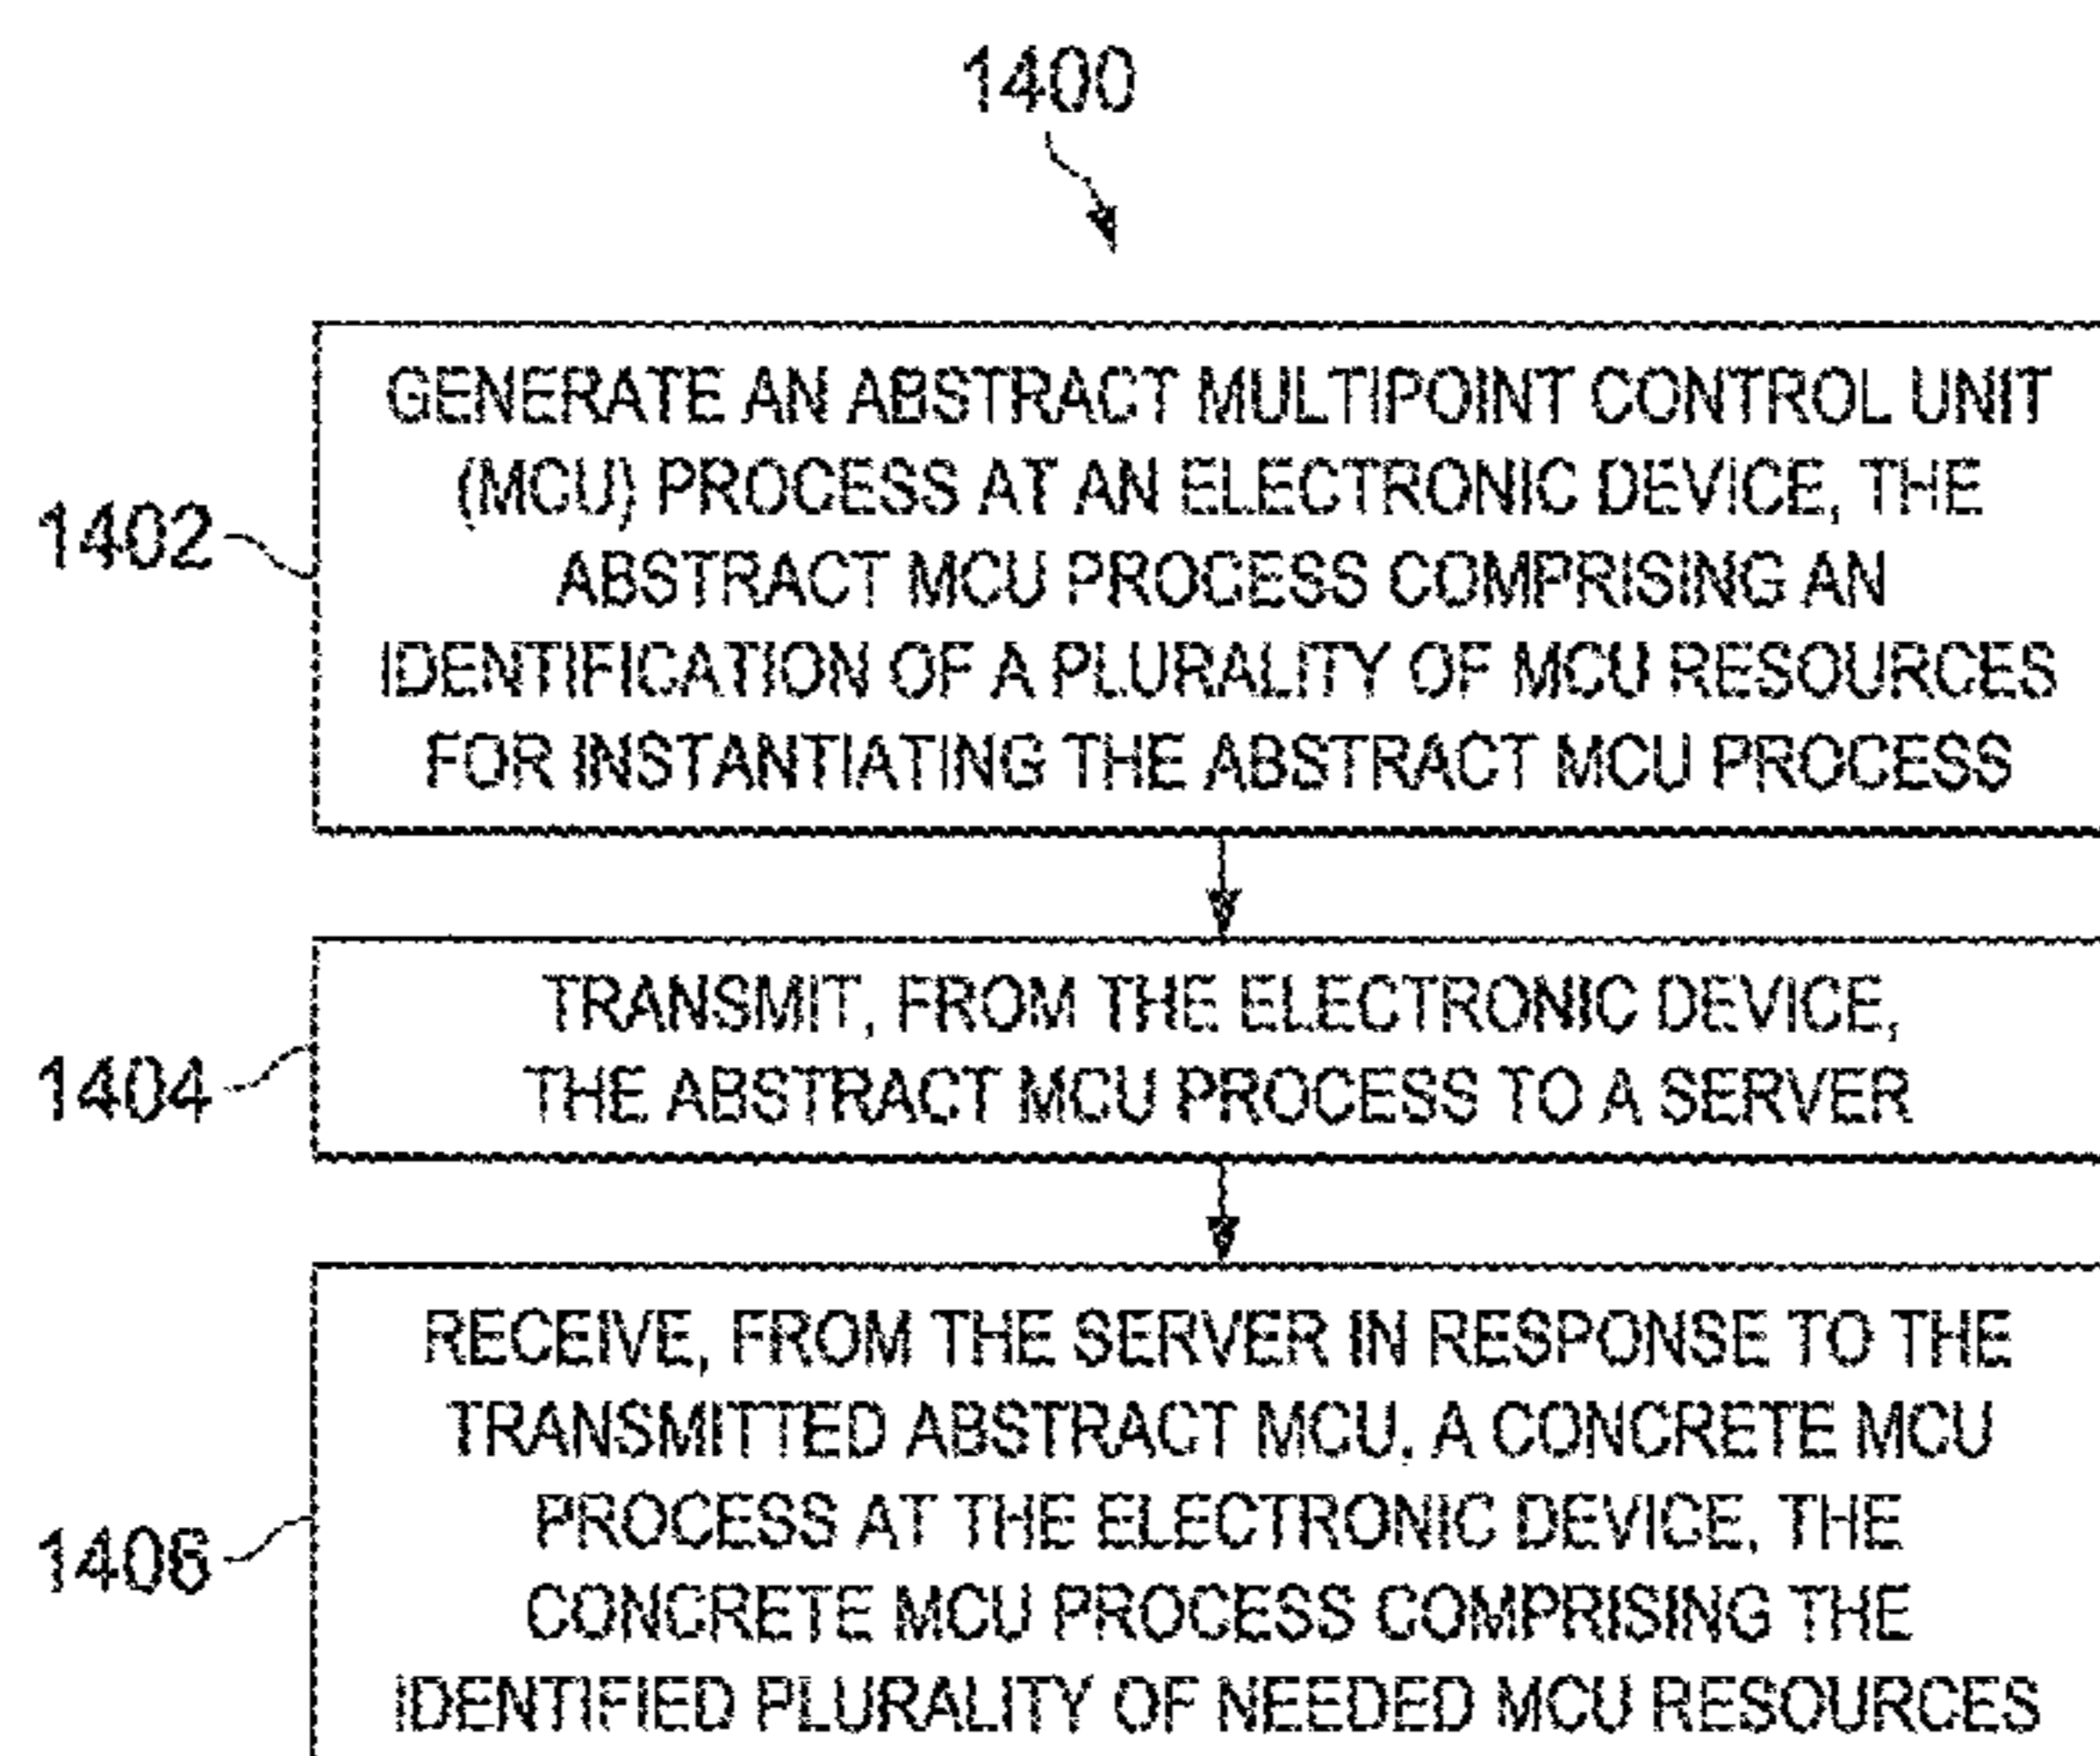 1400
1402
GENERATE AN ABSTRACT MULTIPOINT CONTROL UNIT
(MCU) PROCESS AT AN ELECTRONIC DEVICE, THE
ABSTRACT MCU PROCESS COMPRISING AN
IDENTIFICATION OF A PLURALITY OF MCU RESOURCES
FOR INSTANTIATING THE ABSTRACT MCU PROCESS
1404
TRANSMIT, FROM THE ELECTRONIC DEVICE,
THE ABSTRACT MCU PROCESS TO A SERVER
1406
RECEIVE, FROM THE SERVER IN RESPONSE TO THE
TRANSMITTED ABSTRACT MCU, A CONCRETE MCU
PROCESS AT THE ELECTRONIC DEVICE, THE
CONCRETE MCU PROCESS COMPRISING THE
IDENTIFIED PLURALITY OF NEEDED MCU RESOURCES